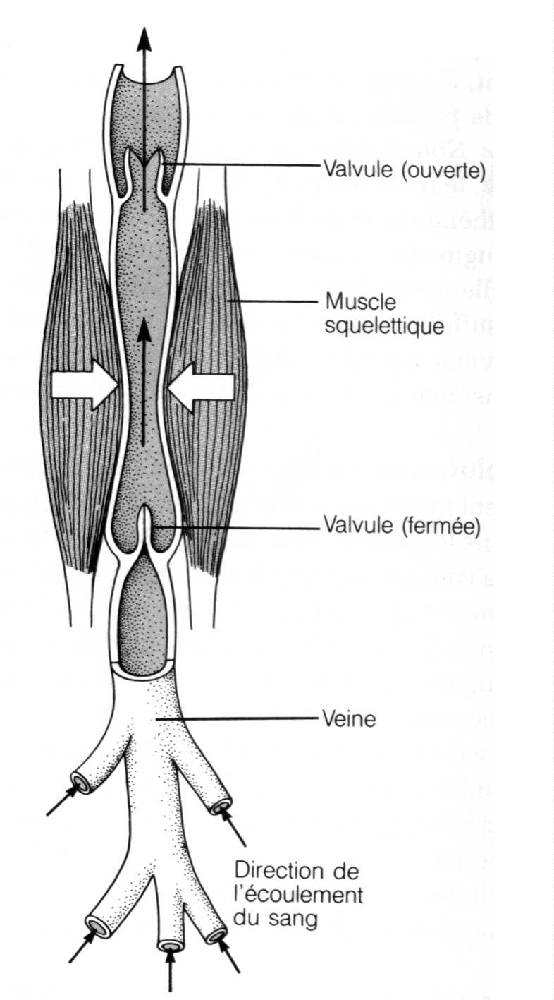 Valvule (ouverte)
Muscle
squelettique
Valvule (fermée)
Veine
Direction de
l'écoulement
du sang